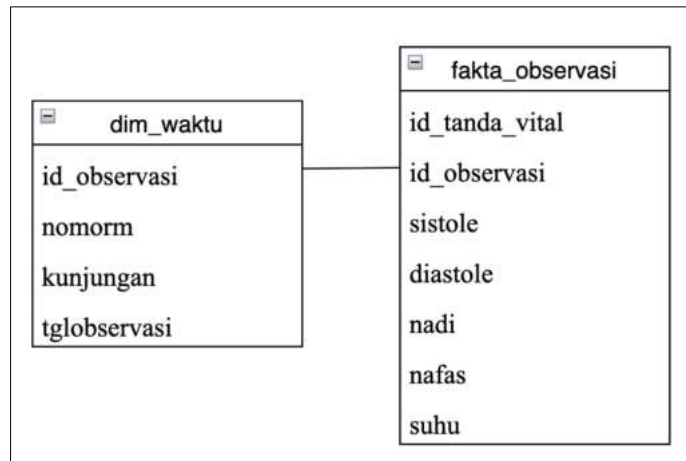 dim_waktu
id_observasi
nomorm
kunjungan
tglobservasi
fakta_observasi
id_tanda_vital
id_observasi
sistole
diastole
nadi
nafas
suhu